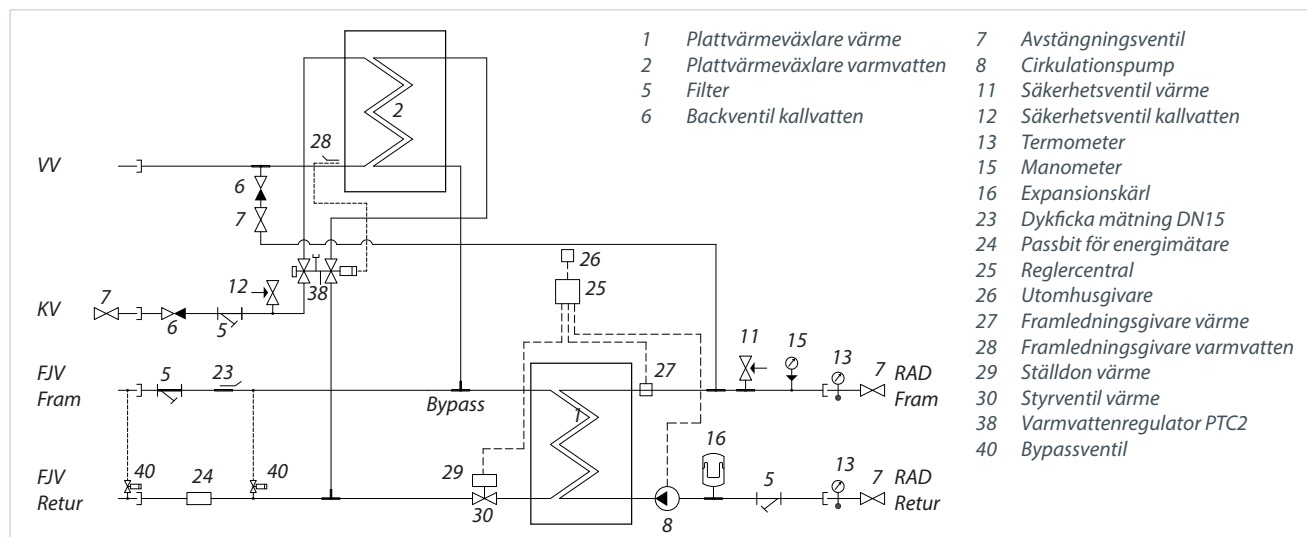 1 Plattvärmeväxlare värme
2 Plattvärmeväxlare varmvatten
5 Filter
6 Backventil kallvatten
7 Avstängningsventil
8 Cirkulationspump
11 Säkerhetsventil värme
12 Säkerhetsventil kallvatten
13 Termometer
15 Manometer
16 Expansionskärl
23 Dykficka mätning DN15
24 Passbit för energimätare
25 Reglercentral
26 Utomhusgivare
27 Framledningsgivare värme
28 Framledningsgivare varmvatten
29 Ställdon värme
30 Styrventil värme
38 Varmvattenregulator PTC2
40 Bypassventil
2
28
VV
6
7
26
12
38
25
7
KV
6
5
11
15
FJV
Fram
5
23
27
13
7
RAD
Fram
Bypass
1
16
FJV
Retur
40
24
40
29
30
8
5
13
7
RAD
Retur